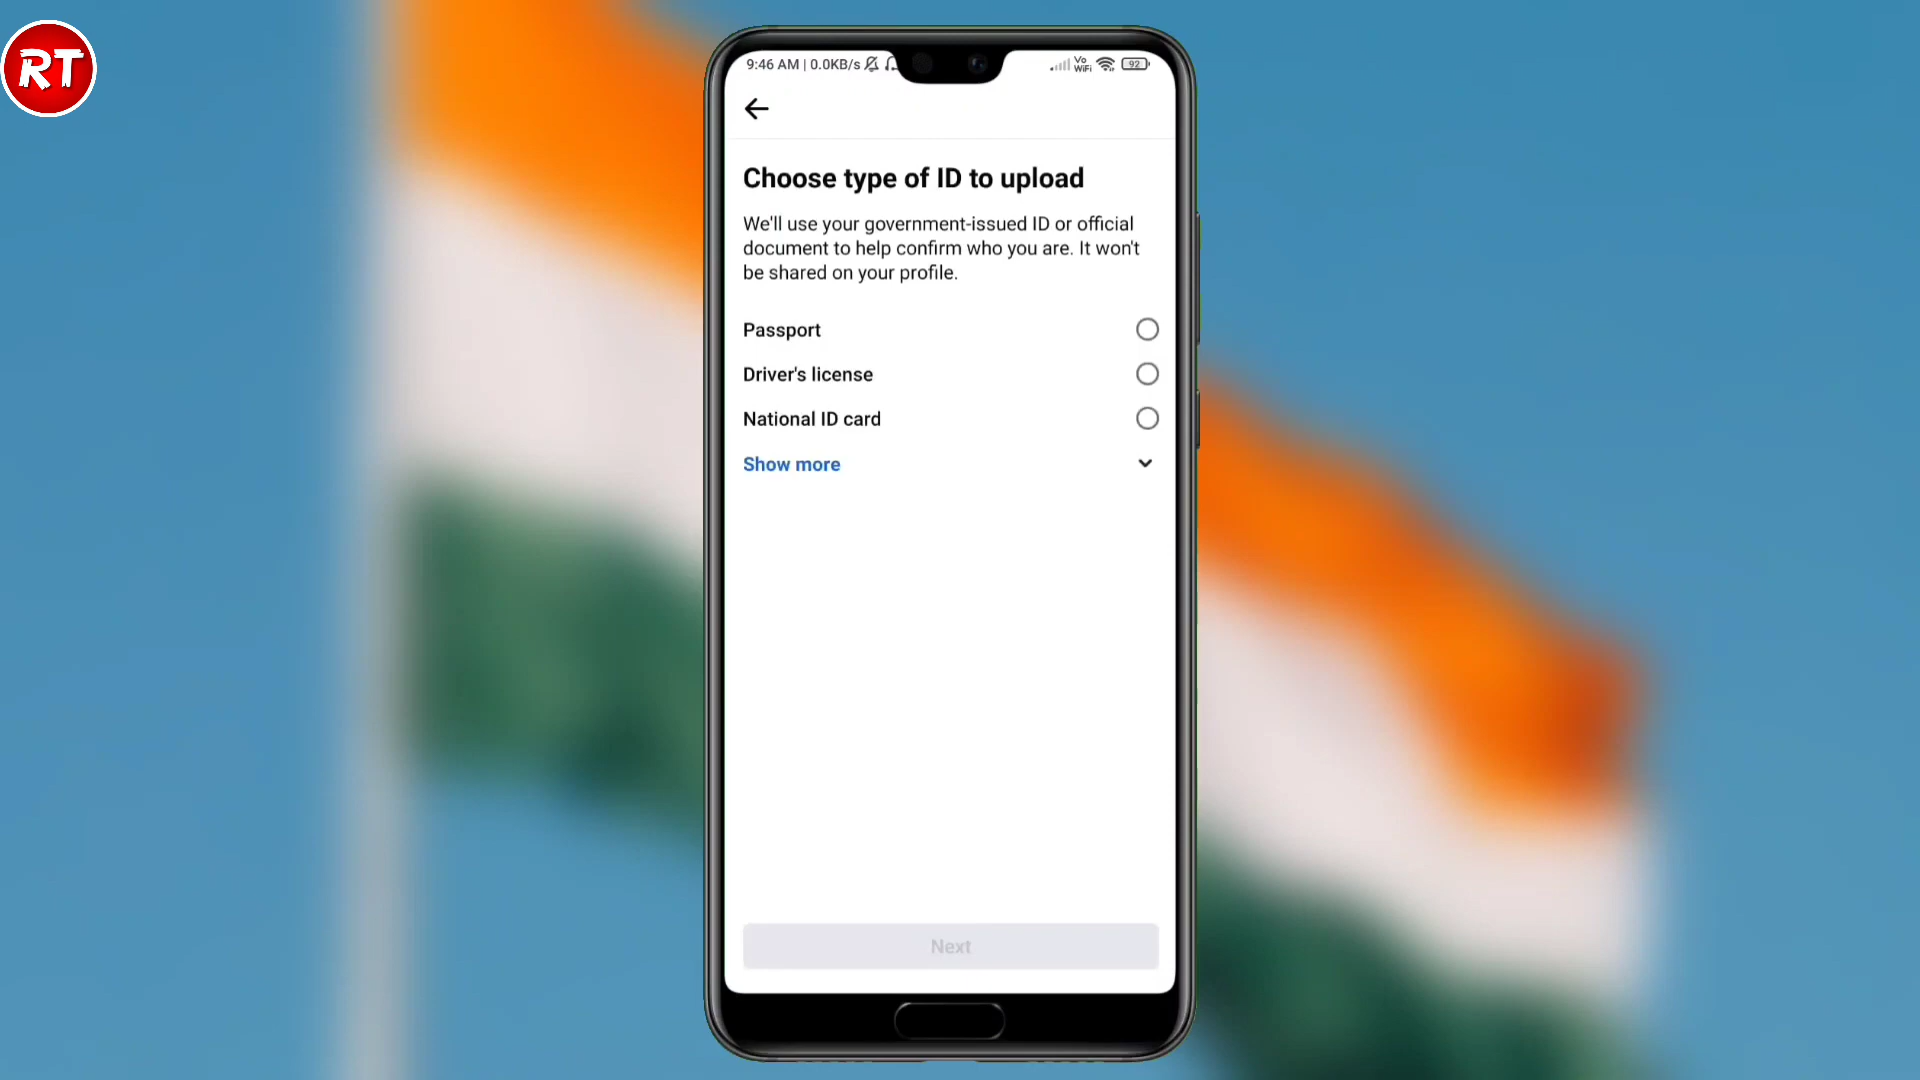 RT
9:46 AM | 0.0KB/s
Vo
WiFi
92
Choose type of ID to upload
We'll use your government-issued ID or official
document to help confirm who you are. It won't
be shared on your profile.
Passport
Driver's license
National ID card
Show more
Next